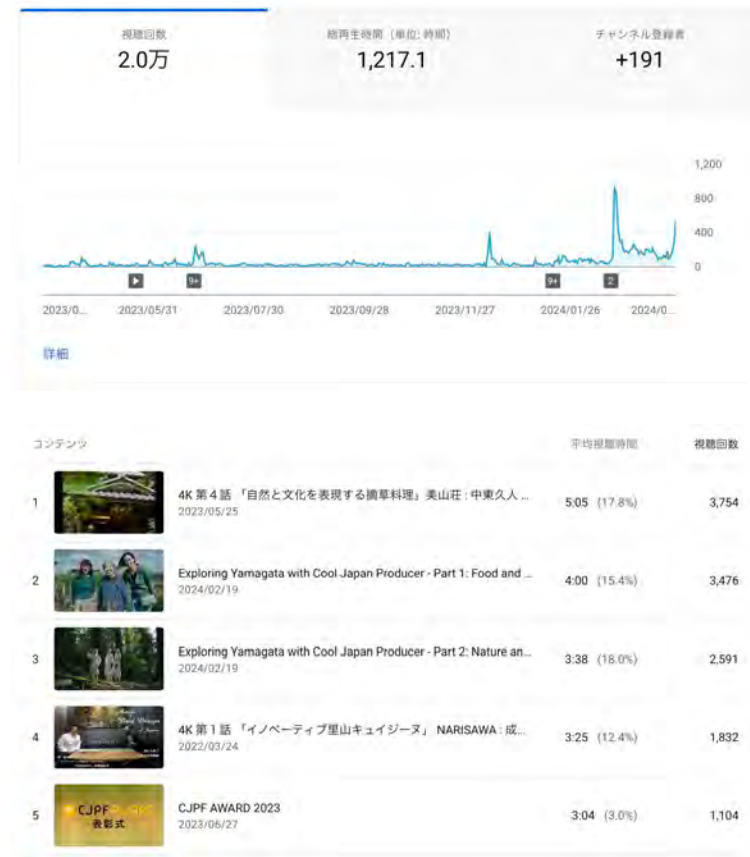 視聴回数
2.0万
総再生時間 (単位: 時間)
1,217.1
チャンネル登録者
+191
1,200
800
400
0
9+
9+
2
2023/0...
2023/05/31
2023/07/30
2023/09/28
2023/11/27
2024/01/26
2024/0...
詳細
コンテンツ
平均視聴時間
視聴回数
1
4K 第4話 「自然と文化を表現する摘草料理」美山荘 : 中東久人 ...
2023/05/25
5:05 (17.8%)
3,754
2
Exploring Yamagata with Cool Japan Producer - Part 1: Food and ...
2024/02/19
4:00 (15.4%)
3,476
3
Exploring Yamagata with Cool Japan Producer - Part 2: Nature an...
2024/02/19
3:38 (18.0%)
2,591
4
4K 第1話 「イノベーティブ里山キュイジーヌ」 NARISAWA : 成...
2022/03/24
3:25 (12.4%)
1,832
5
CJPF
表彰式
CJPF AWARD 2023
2023/06/27
3:04 (3.0%)
1,104